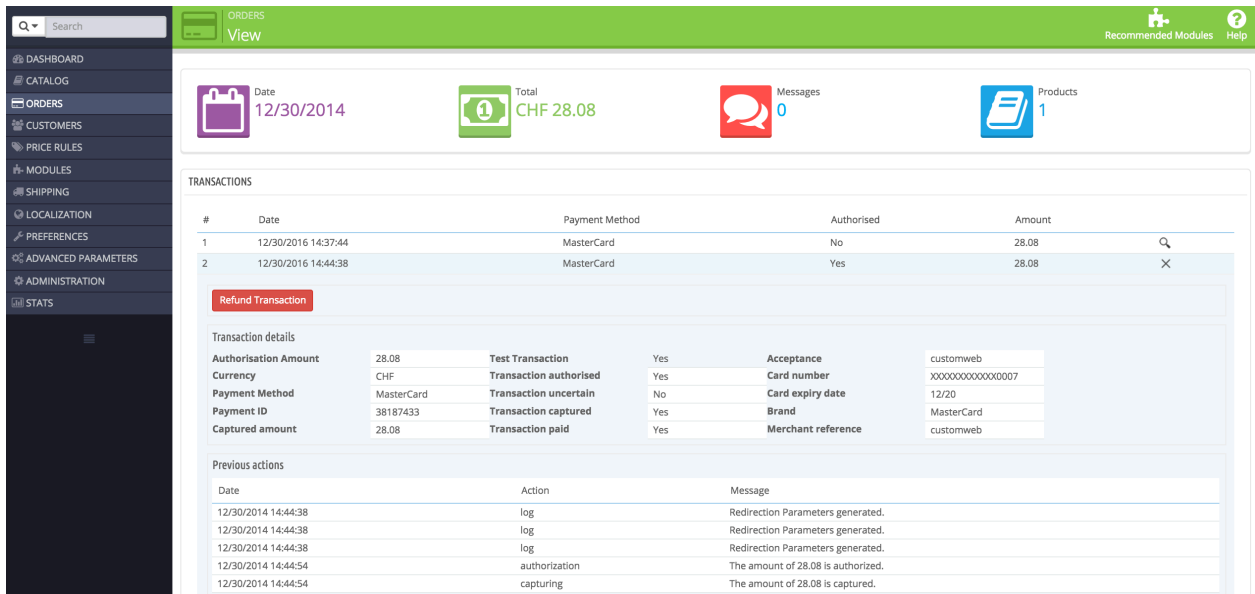 Search
ORDERS
View
Recommended Modules
Help
DASHBOARD
CATALOG
ORDERS
CUSTOMERS
PRICE RULES
MODULES
SHIPPING
LOCALIZATION
PREFERENCES
ADVANCED PARAMETERS
ADMINISTRATION
STATS
Date
12/30/2014
Total
CHF 28.08
Messages
0
Products
1
TRANSACTIONS
# Date Payment Method Authorised Amount
1 12/30/2016 14:37:44 MasterCard No 28.08
2 12/30/2016 14:44:38 MasterCard Yes 28.08
Refund Transaction
Transaction details
Authorisation Amount 28.08 Test Transaction Yes Acceptance customweb
Currency CHF Transaction authorised Yes Card number XXXXXXXXXXXX0007
Payment Method MasterCard Transaction uncertain No Card expiry date 12/20
Payment ID 38187433 Transaction captured Yes Brand MasterCard
Captured amount 28.08 Transaction paid Yes Merchant reference customweb
Previous actions
Date Action Message
12/30/2014 14:44:38 log Redirection Parameters generated.
12/30/2014 14:44:38 log Redirection Parameters generated.
12/30/2014 14:44:38 log Redirection Parameters generated.
12/30/2014 14:44:54 authorization The amount of 28.08 is authorized.
12/30/2014 14:44:54 capturing The amount of 28.08 is captured.